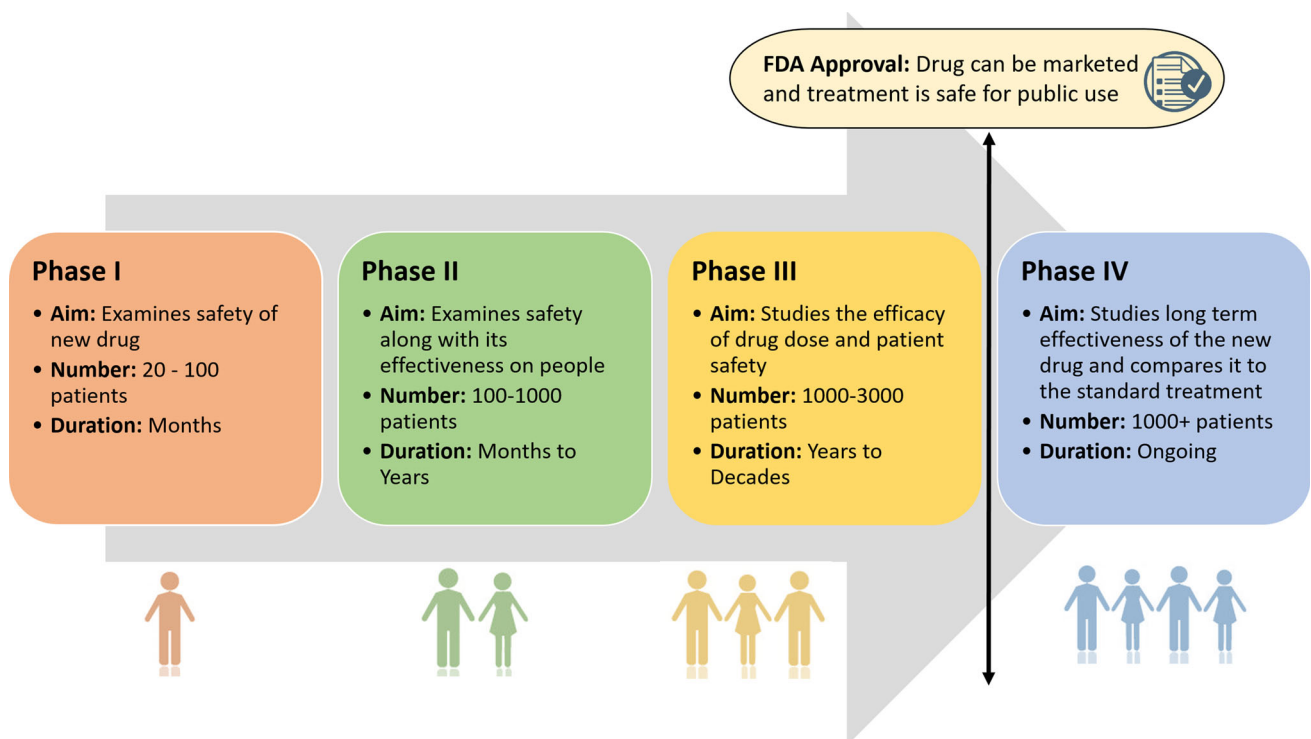 FDA Approval: Drug can be marketed
and treatment is safe for public use
Phase I
• Aim: Examines safety of
new drug
• Number: 20 - 100
patients
• Duration: Months
Phase II
• Aim: Examines safety
along with its
effectiveness on people
• Number: 100-1000
patients
• Duration: Months to
Years
Phase III
• Aim: Studies the efficacy
of drug dose and patient
safety
• Number: 1000-3000
patients
• Duration: Years to
Decades
Phase IV
• Aim: Studies long term
effectiveness of the new
drug and compares it to
the standard treatment
• Number: 1000+ patients
• Duration: Ongoing